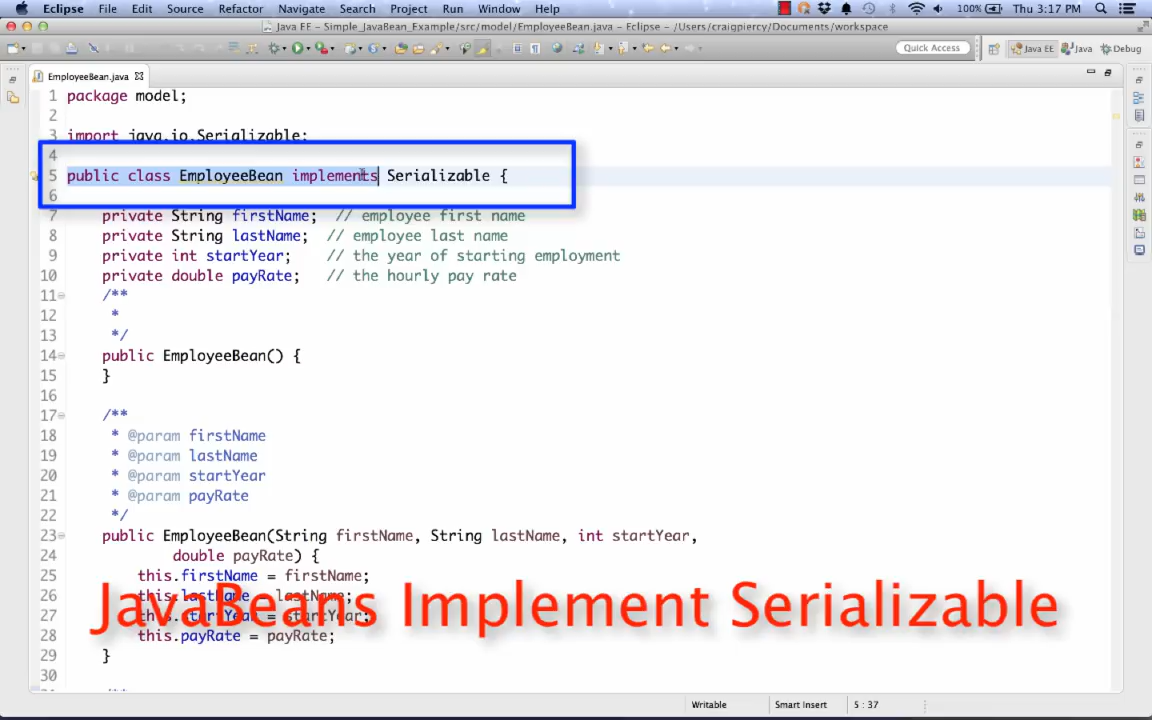 Eclipse File Edit Source Refactor Navigate Search Project Run Window Help 100% Thu 3:17 PM
Java EE - Simple_JavaBean_Example/src/model/EmployeeBean.java - Eclipse - /Users/craigpiercy/Documents/workspace
Quick Access Java EE Java Debug
EmployeeBean.java
1 package model;
2
3 import java.io.Serializable;
4
5 public class EmployeeBean implements Serializable {
6
7 private String firstName; // employee first name
8 private String lastName; // employee last name
9 private int startYear; // the year of starting employment
10 private double payRate; // the hourly pay rate
11 /**
12 *
13 */
14 public EmployeeBean() {
15 }
16
17 /**
18 * @param firstName
19 * @param lastName
20 * @param startYear
21 * @param payRate
22 */
23 public EmployeeBean(String firstName, String lastName, int startYear,
24 double payRate) {
25 this.firstName = firstName;
26 this.lastName = lastName;
27 this.startYear = startYear;
JavaBeans Implement Serializable
28 this.payRate = payRate;
29 }
30
Writable Smart Insert 5 : 37